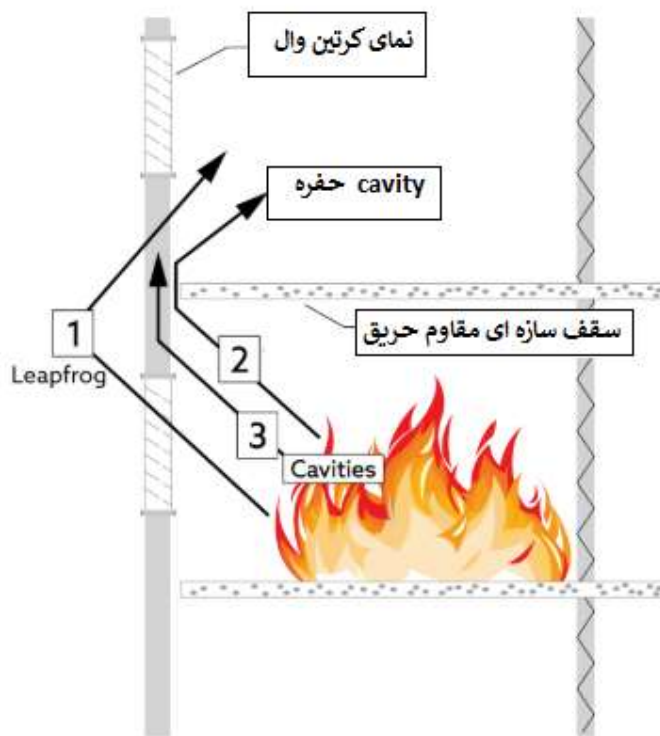 نمای کرتین وال
حفره cavity
1
Leapfrog
سقف سازه ای مقاوم حریق
2
3
Cavities